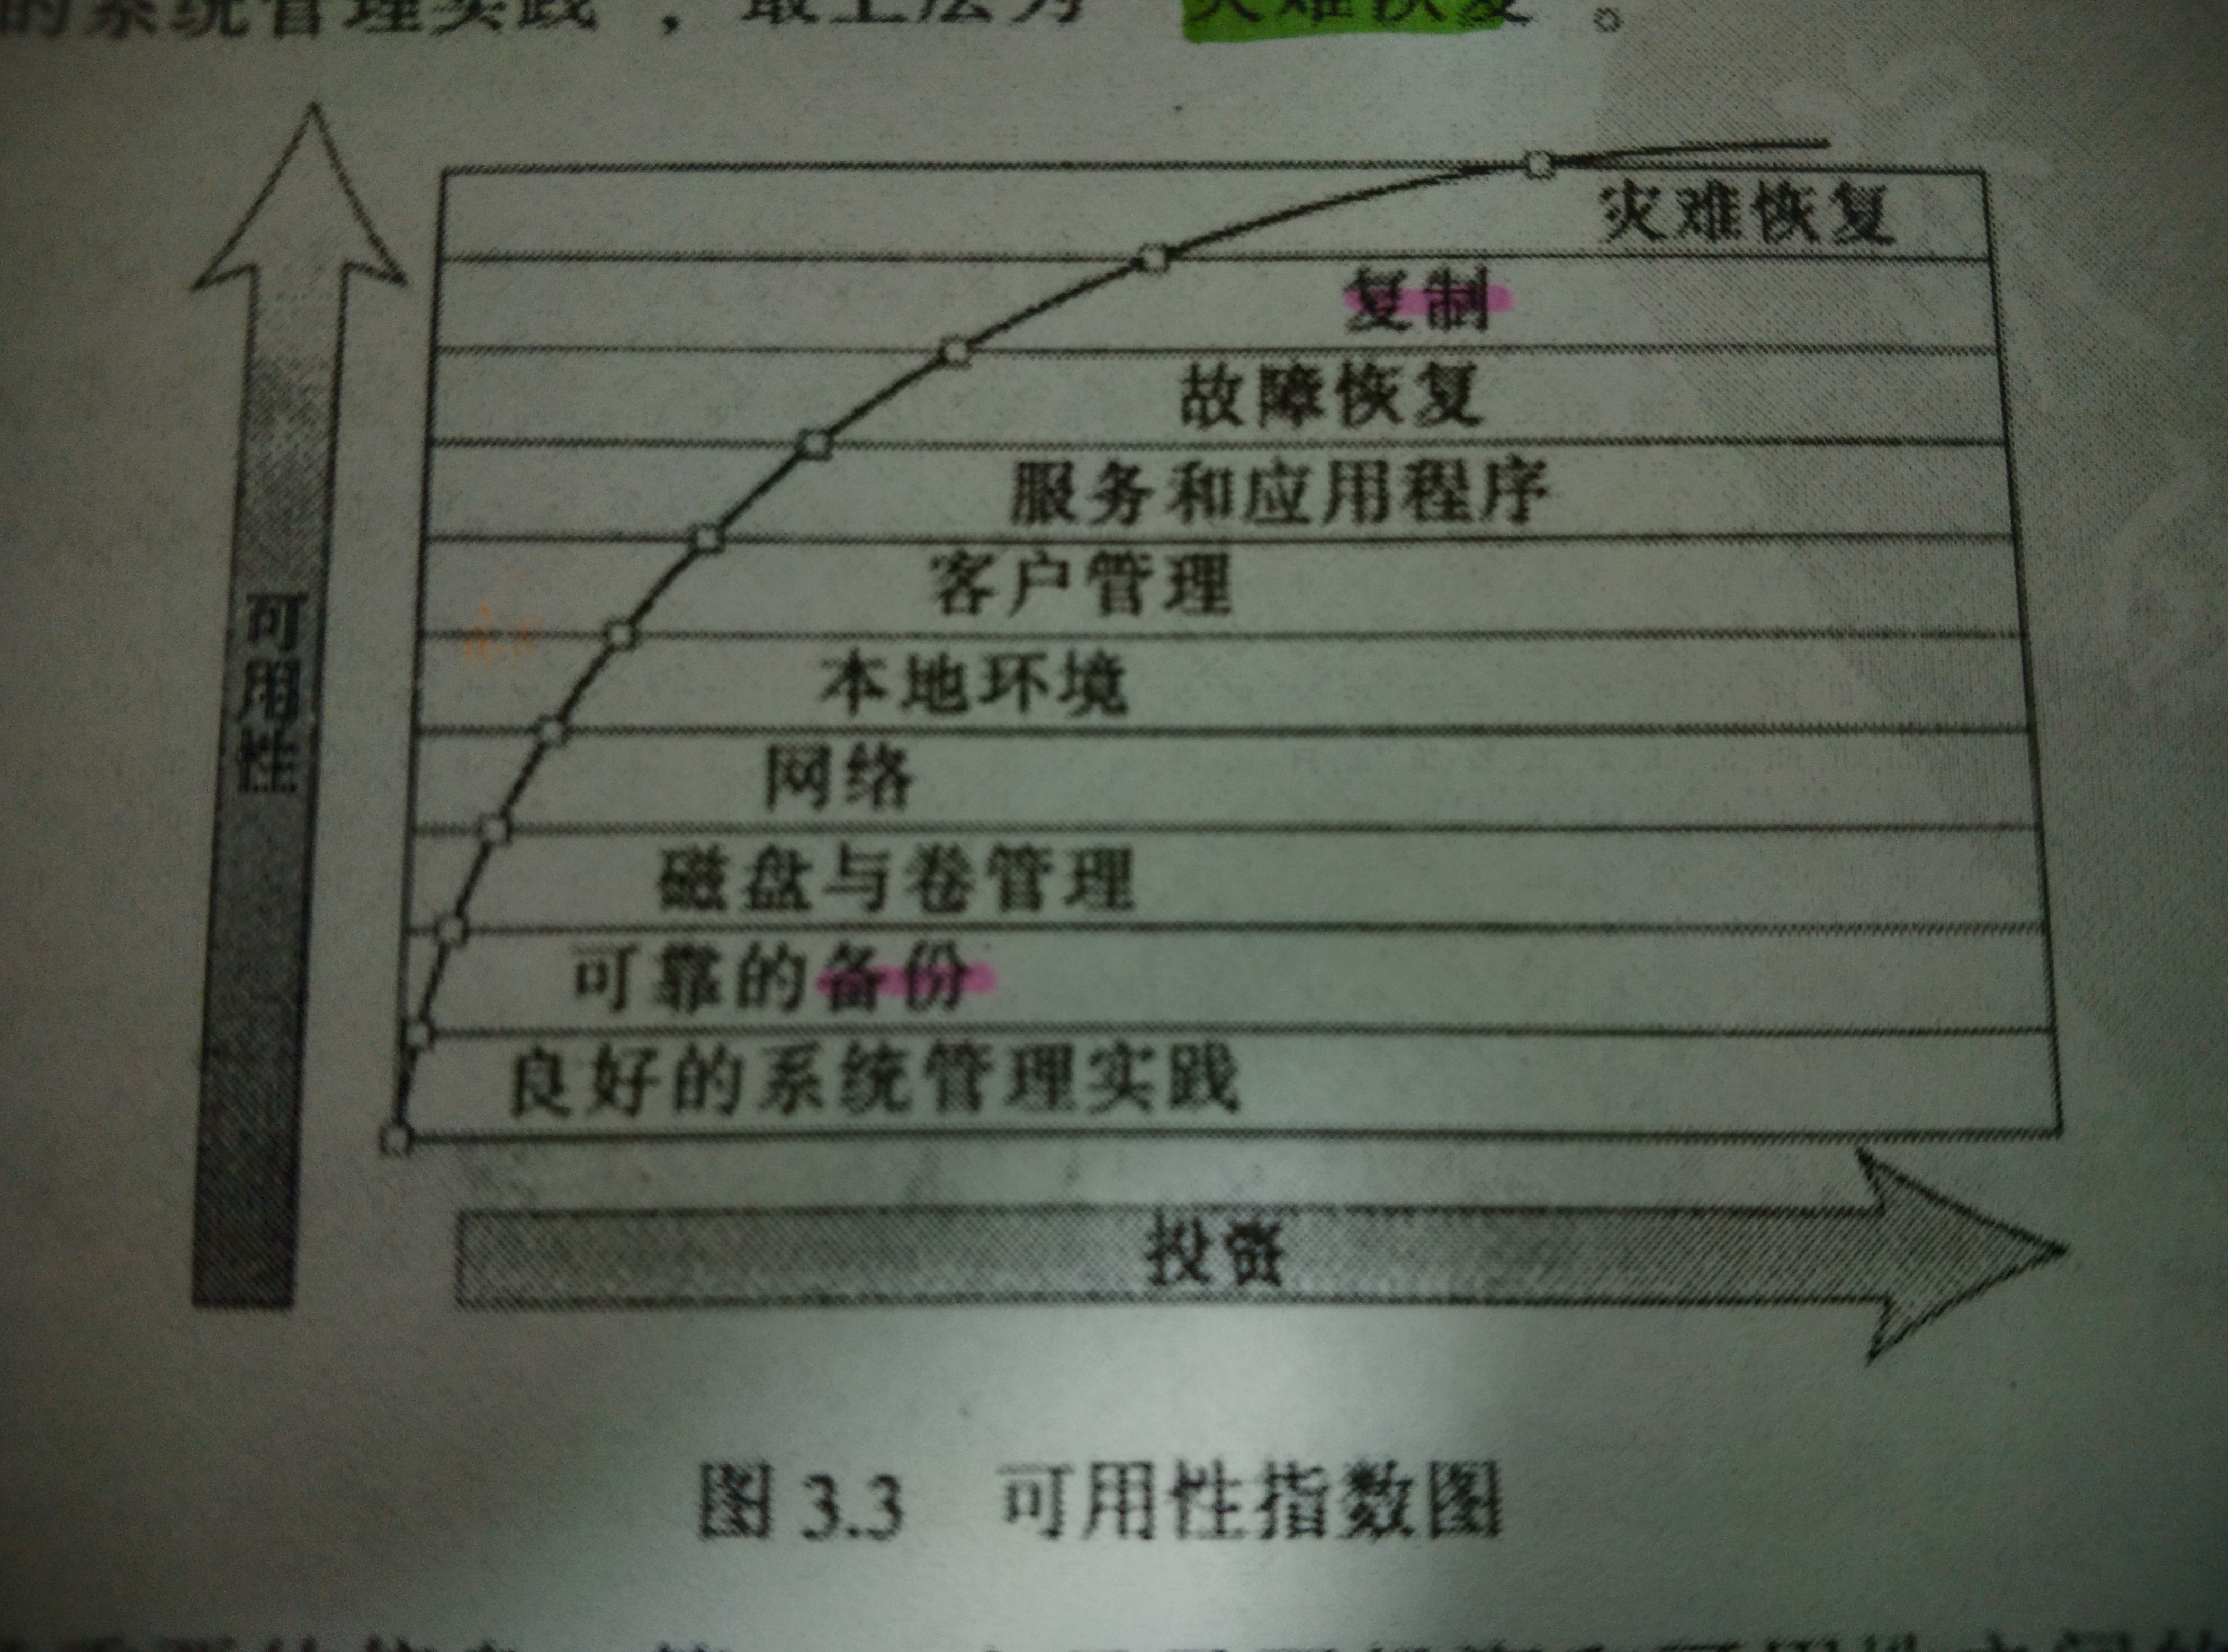 的系统管理实践”，最上层为“灾难恢复”。
灾难恢复
复制
故障恢复
服务和应用程序
客户管理
本地环境
网络
磁盘与卷管理
可靠的备份
良好的系统管理实践
可用性
投资
图 3.3 可用性指数图